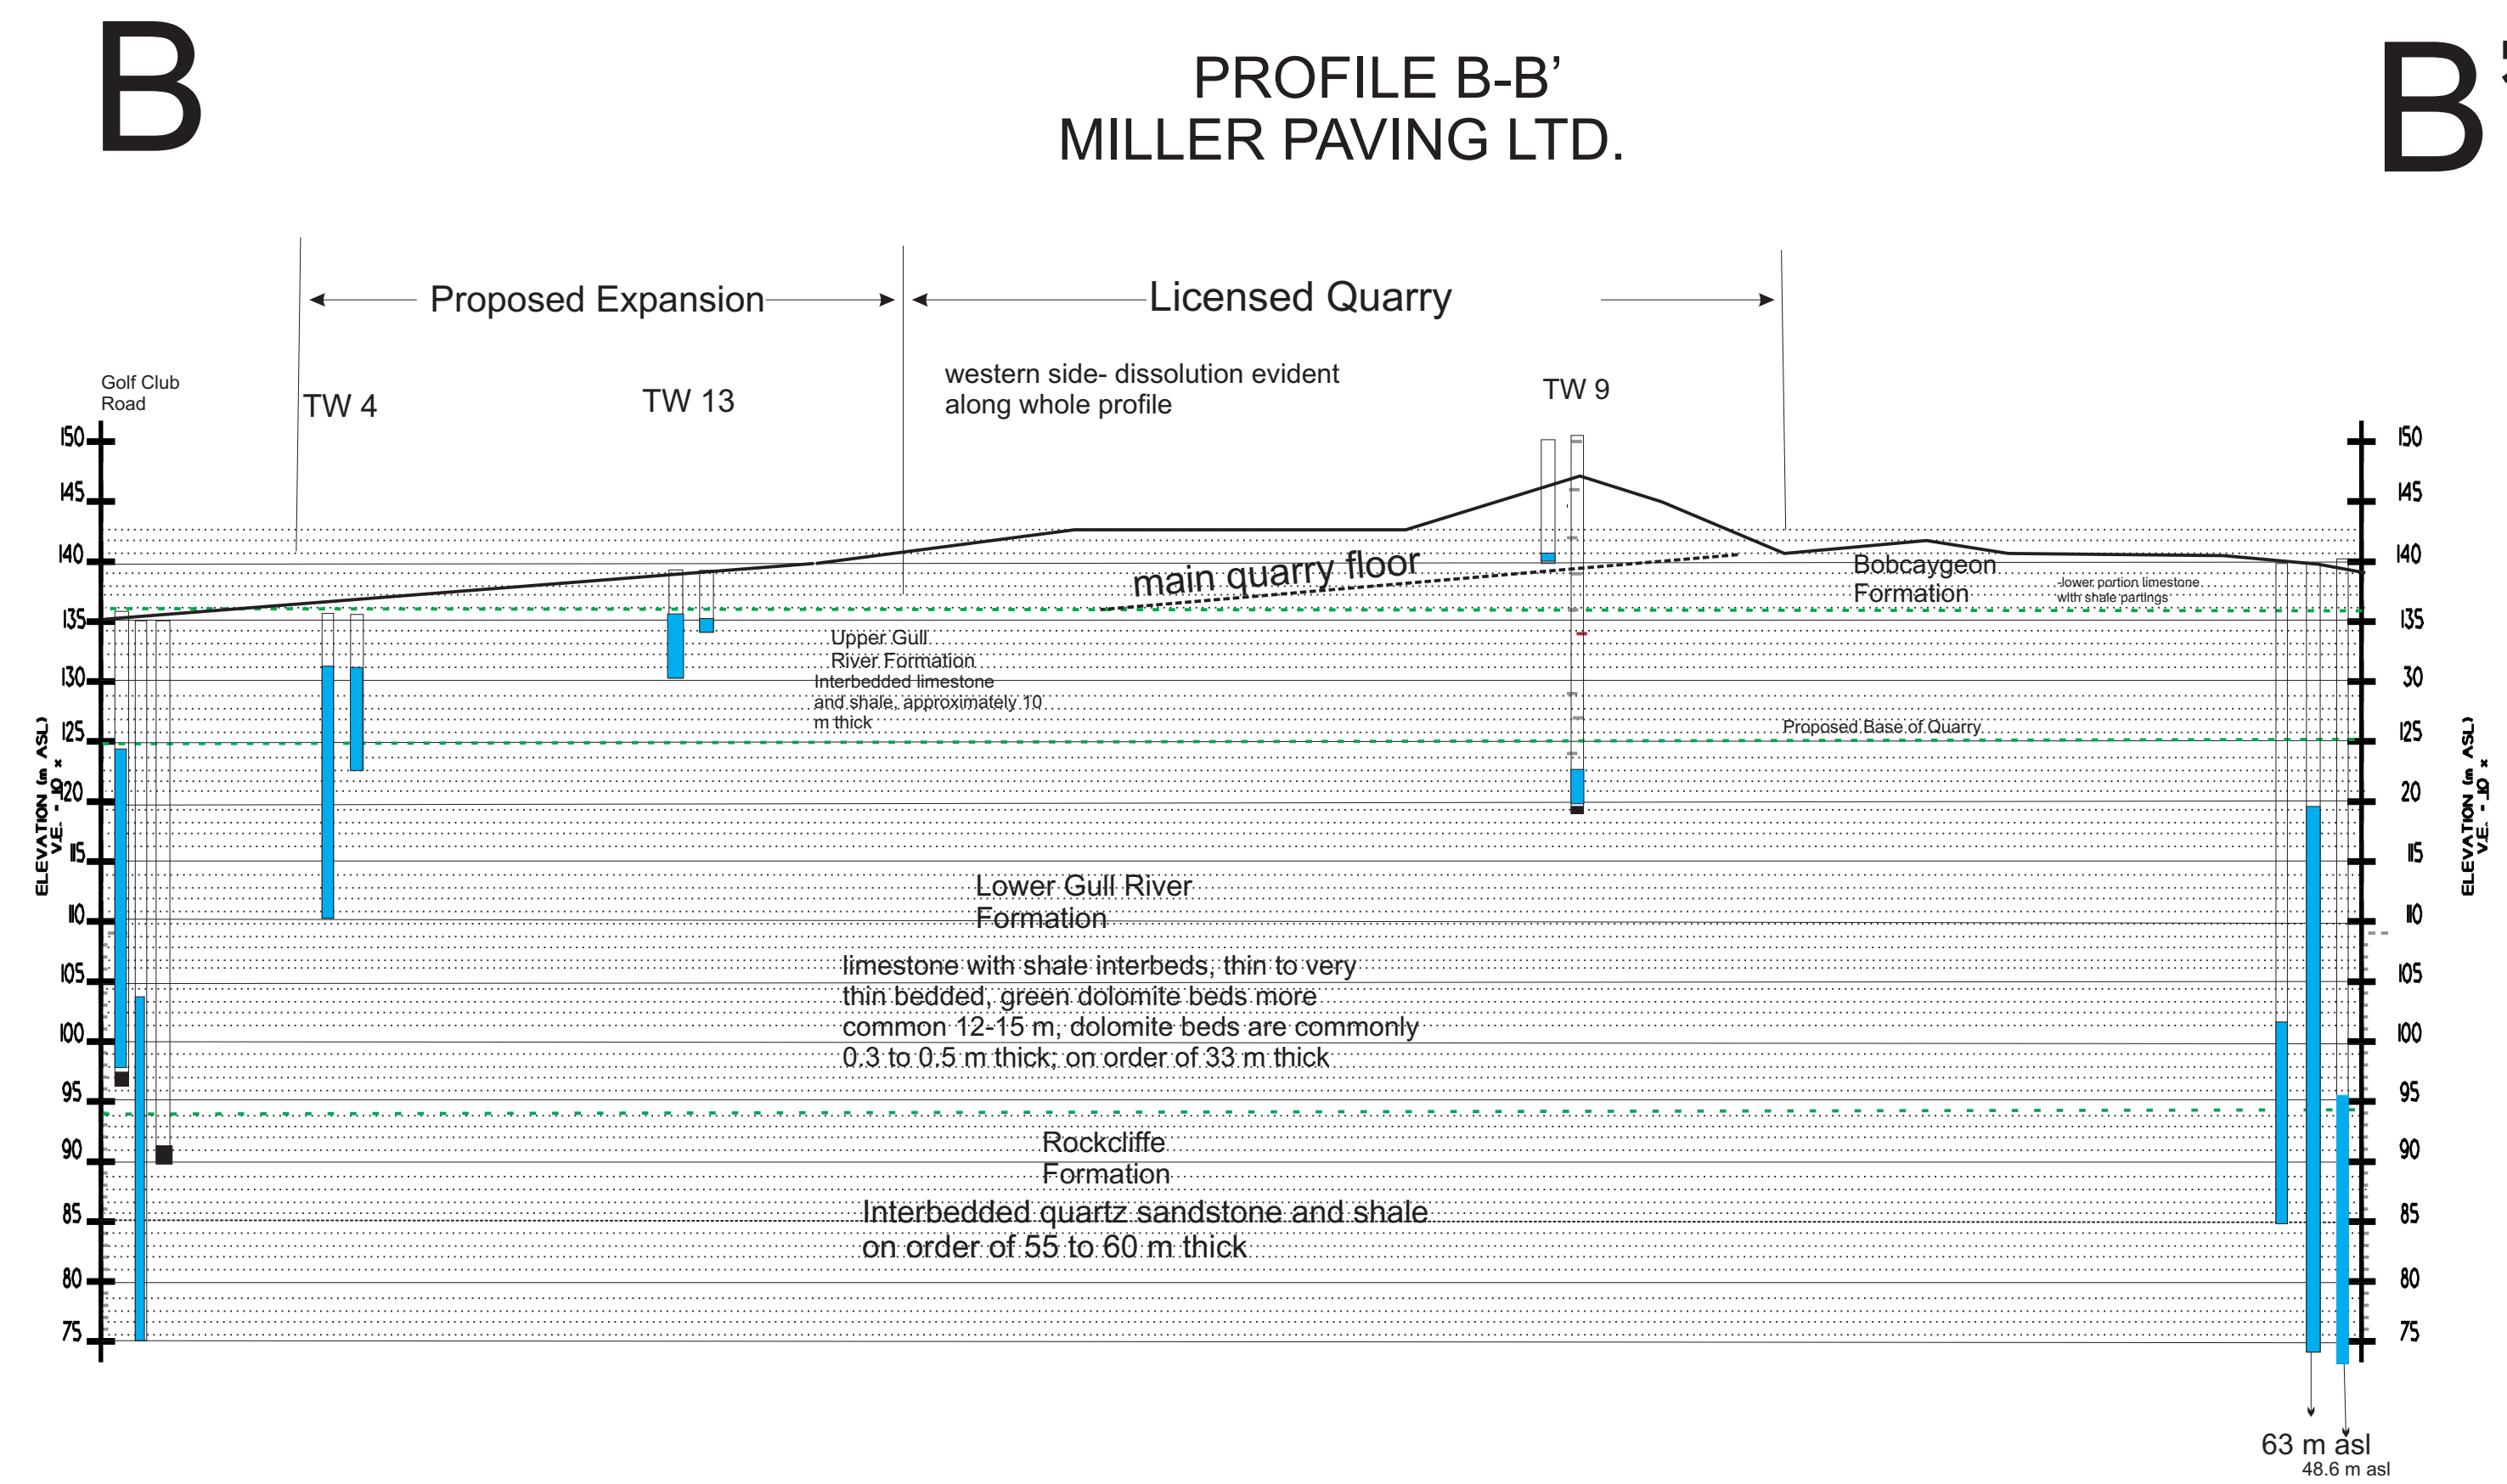 B
PROFILE B-B’
MILLER PAVING LTD.
B’
Proposed Expansion
Licensed Quarry
Golf Club
Road
TW 4
TW 13
western side- dissolution evident
along whole profile
TW 9
150
145
140
135
130
125
120
115
110
105
100
95
90
85
80
75
ELEVATION (m ASL)
V.E. - 10 x
main quarry floor
Bobcaygeon
Formation
-lower portion limestone
with shale partings
Upper Gull
River Formation
Interbedded limestone
and shale, approximately 10
m thick
Proposed Base of Quarry
Lower Gull River
Formation
limestone with shale interbeds, thin to very
thin bedded, green dolomite beds more
common 12-15 m, dolomite beds are commonly
0.3 to 0.5 m thick; on order of 33 m thick
Rockcliffe
Formation
Interbedded quartz sandstone and shale
on order of 55 to 60 m thick
150
145
140
135
30
125
20
115
110
105
100
95
90
85
80
75
ELEVATION (m ASL)
V.E. - 10 x
63 m asl
48.6 m asl